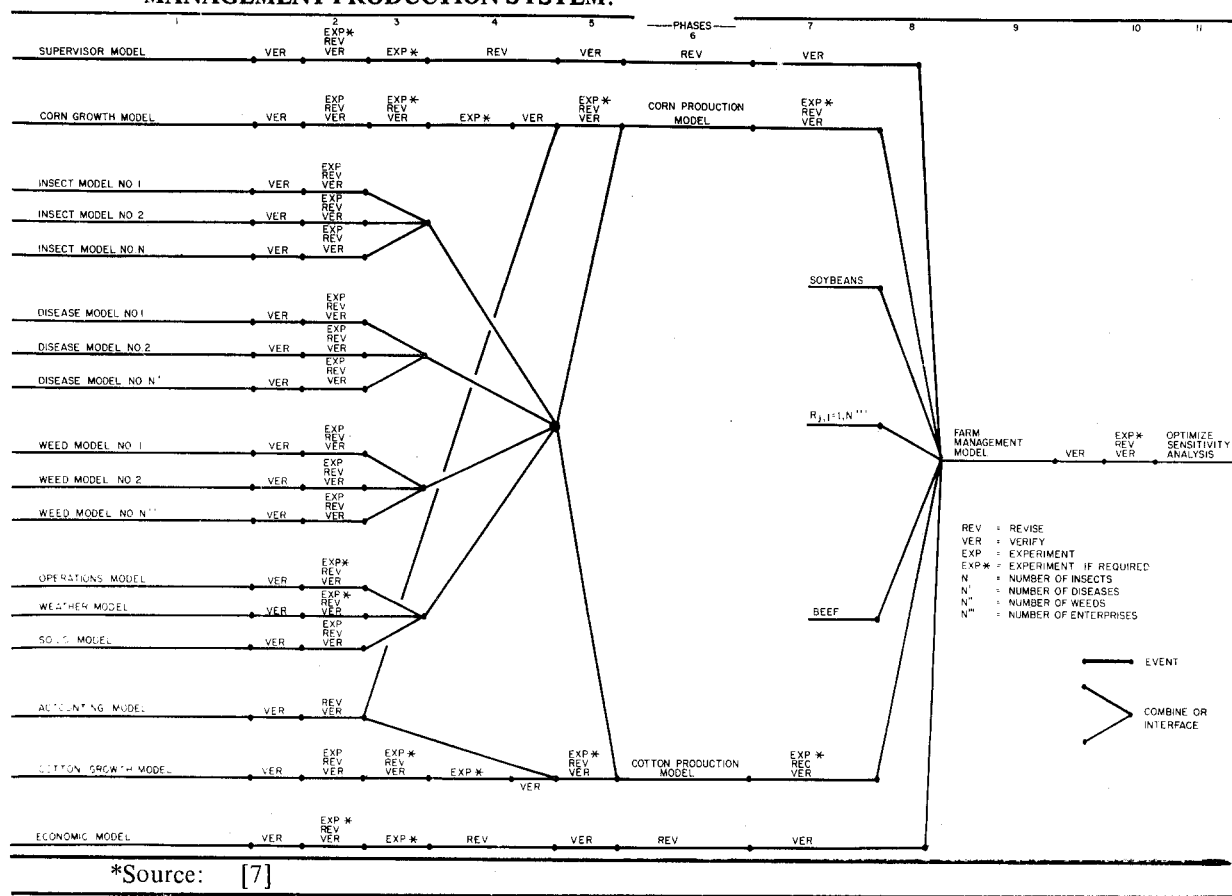 MANAGEMENT PRODUCTION SYSTEM.
PHASES
1 2 3 4 5 6 7 8 9 10 11
SUPERVISOR MODEL VER EXP* REV VER EXP* REV VER REV VER
CORN GROWTH MODEL VER EXP REV VER EXP* REV VER EXP* VER EXP* REV VER CORN PRODUCTION MODEL EXP* REV VER
INSECT MODEL NO 1 VER EXP REV VER
INSECT MODEL NO 2 VER EXP REV VER
INSECT MODEL NO N VER EXP REV VER
SOYBEANS
DISEASE MODEL NO 1 VER EXP REV VER
DISEASE MODEL NO.2 VER EXP REV VER
DISEASE MODEL NO N' VER EXP REV VER
WEED MODEL NO 1 VER EXP REV VER
WEED MODEL NO 2 VER EXP REV VER
WEED MODEL NO N'' VER EXP REV VER
FARM MANAGEMENT MODEL VER EXP* REV VER OPTIMIZE SENSITIVITY ANALYSIS
OPERATIONS MODEL VER EXP* REV VER
WEATHER MODEL VER EXP* REV VER
MODEL VER EXP REV VER
BEEF
REV = REVISE
VER = VERIFY
EXP = EXPERIMENT
EXP* = EXPERIMENT IF REQUIRED
N = NUMBER OF INSECTS
N' = NUMBER OF DISEASES
N'' = NUMBER OF WEEDS
N''' = NUMBER OF ENTERPRISES
EVENT
COMBINE OR
INTERFACE
MODEL VER REV VER
GROWTH MODEL VER EXP REV VER EXP* REV VER EXP* VER EXP* REV VER COTTON PRODUCTION MODEL EXP* REC VER
ECONOMIC MODEL VER EXP* REV VER EXP* REV VER REV VER
*Source: [7]